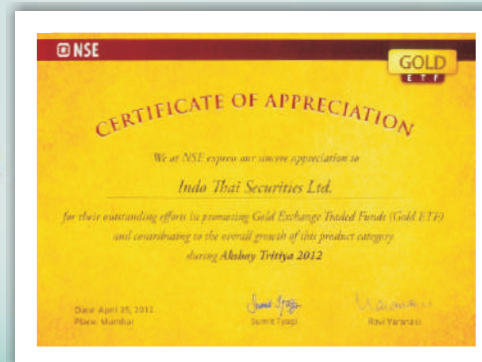 NSE
GOLD
ETF
CERTIFICATE OF APPRECIATION
We at NSE express our sincere appreciation to
Indo Thai Securities Ltd.
for their outstanding efforts in promoting Gold Exchange Traded Funds (Gold ETF)
and contributing to the overall growth of this product category
during Akshay Tritiya 2012
Date: April 25, 2012
Place: Mumbai
Sumit Tyagi
Ravi Varanasi